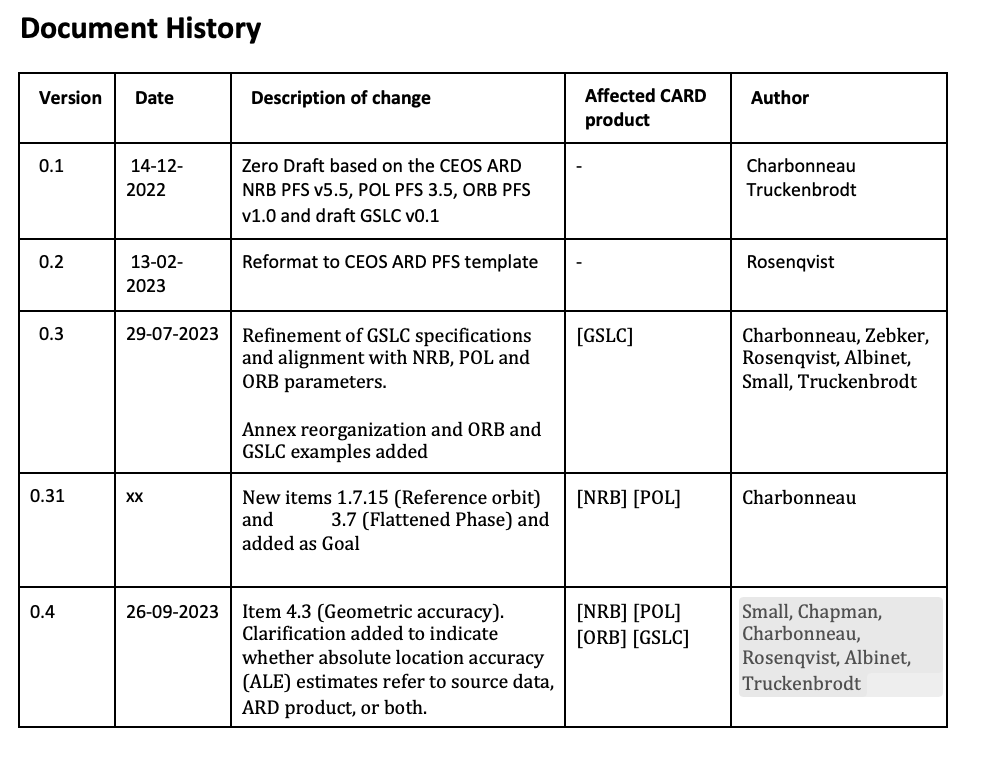 Document History
Version Date Description of change Affected CARD product Author
0.1 14-12-2022 Zero Draft based on the CEOS ARD
NRB PFS v5.5, POL PFS 3.5, ORB PFS
v1.0 and draft GSLC v0.1
-
Charbonneau
Truckenbrodt
0.2 13-02-2023 Reformat to CEOS ARD PFS template - Rosenqvist
0.3 29-07-2023 Refinement of GSLC specifications
and alignment with NRB, POL and
ORB parameters.
Annex reorganization and ORB and
GSLC examples added
[GSLC]
Charbonneau, Zebker,
Rosenqvist, Albinet,
Small, Truckenbrodt
0.31 xx New items 1.7.15 (Reference orbit)
and 3.7 (Flattened Phase) and
added as Goal
[NRB] [POL]
Charbonneau
0.4 26-09-2023 Item 4.3 (Geometric accuracy).
Clarification added to indicate
whether absolute location accuracy
(ALE) estimates refer to source data,
ARD product, or both.
[NRB] [POL]
[ORB] [GSLC]
Small, Chapman,
Charbonneau,
Rosenqvist, Albinet,
Truckenbrodt